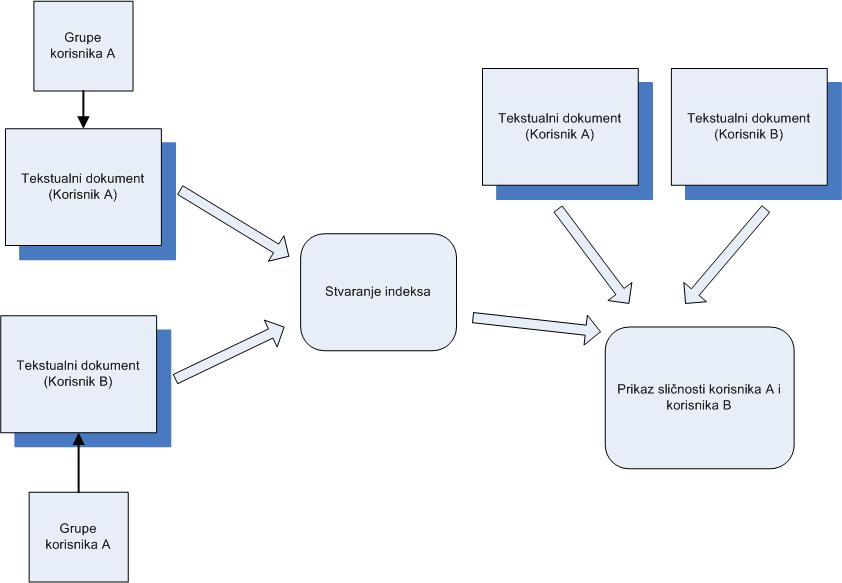 Grupe
korisnika A
Tekstualni dokument
(Korisnik A)
Tekstualni dokument
(Korisnik A)
Tekstualni dokument
(Korisnik B)
Stvaranje indeksa
Tekstualni dokument
(Korisnik B)
Prikaz sličnosti korisnika A i
korisnika B
Grupe
korisnika A